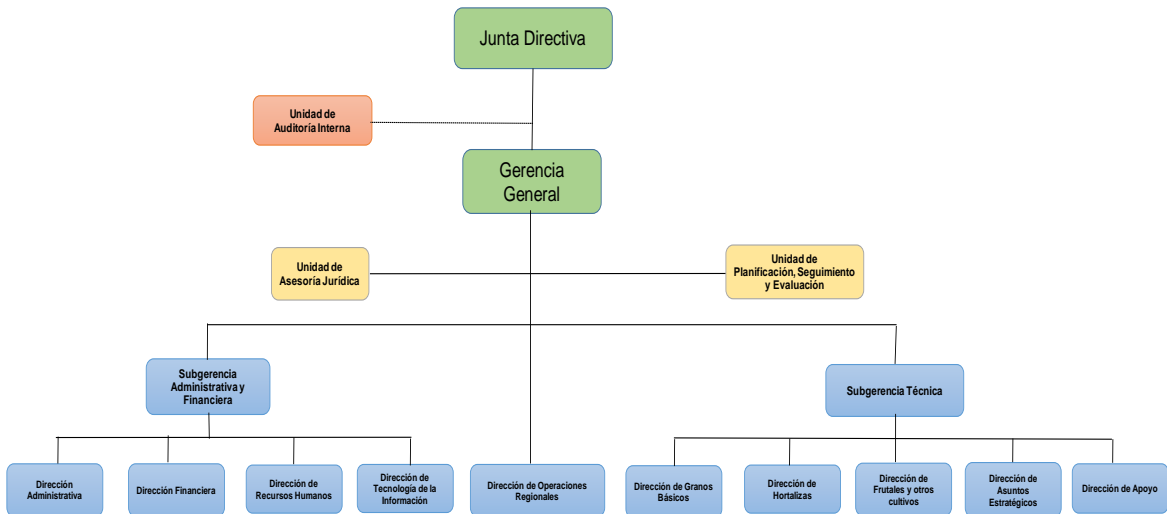 Junta Directiva
Unidad de
Auditoría Interna
Gerencia
General
Unidad de
Asesoría Jurídica
Unidad de
Planificación, Seguimiento
y Evaluación
Subgerencia
Administrativa y
Financiera
Subgerencia Técnica
Dirección
Administrativa
Dirección Financiera
Dirección de
Recursos Humanos
Dirección de
Tecnología de la
Información
Dirección de Operaciones
Regionales
Dirección de Granos
Básicos
Dirección de
Hortalizas
Dirección de
Frutales y otros
cultivos
Dirección de
Asuntos
Estratégicos
Dirección de Apoyo